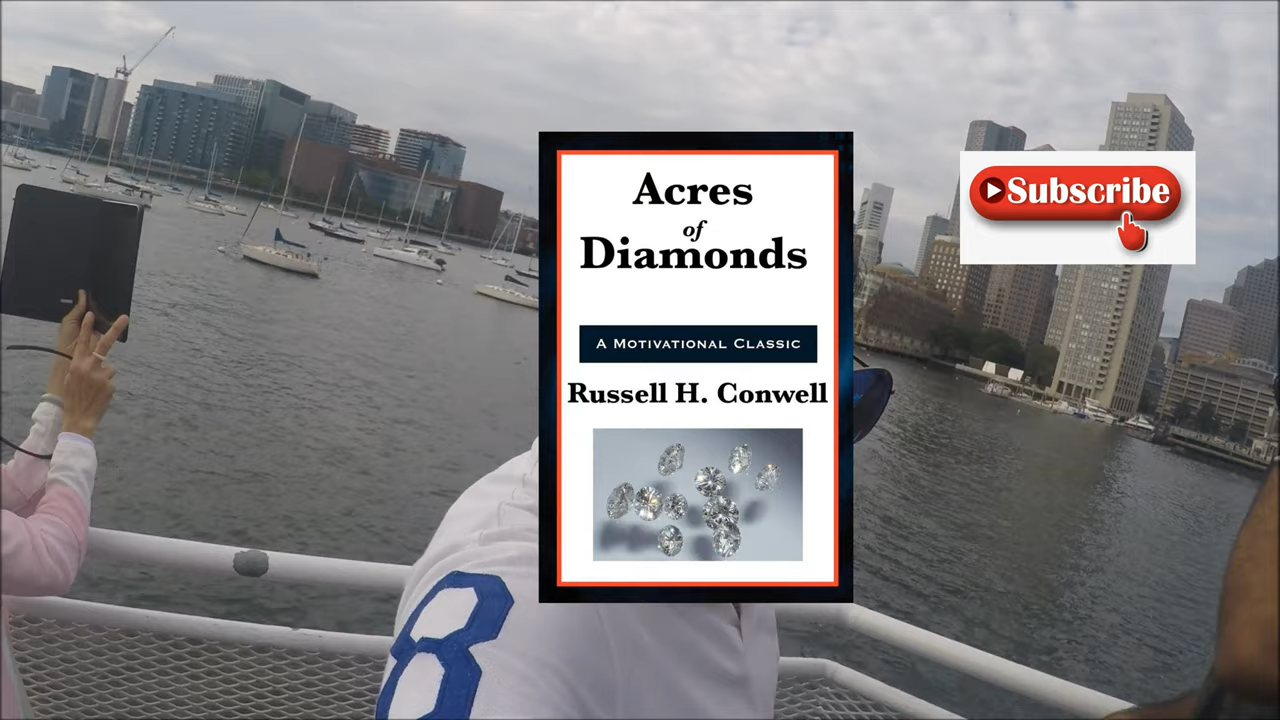 Acres
of
Diamonds
A Motivational Classic
Russell H. Conwell
Subscribe
8